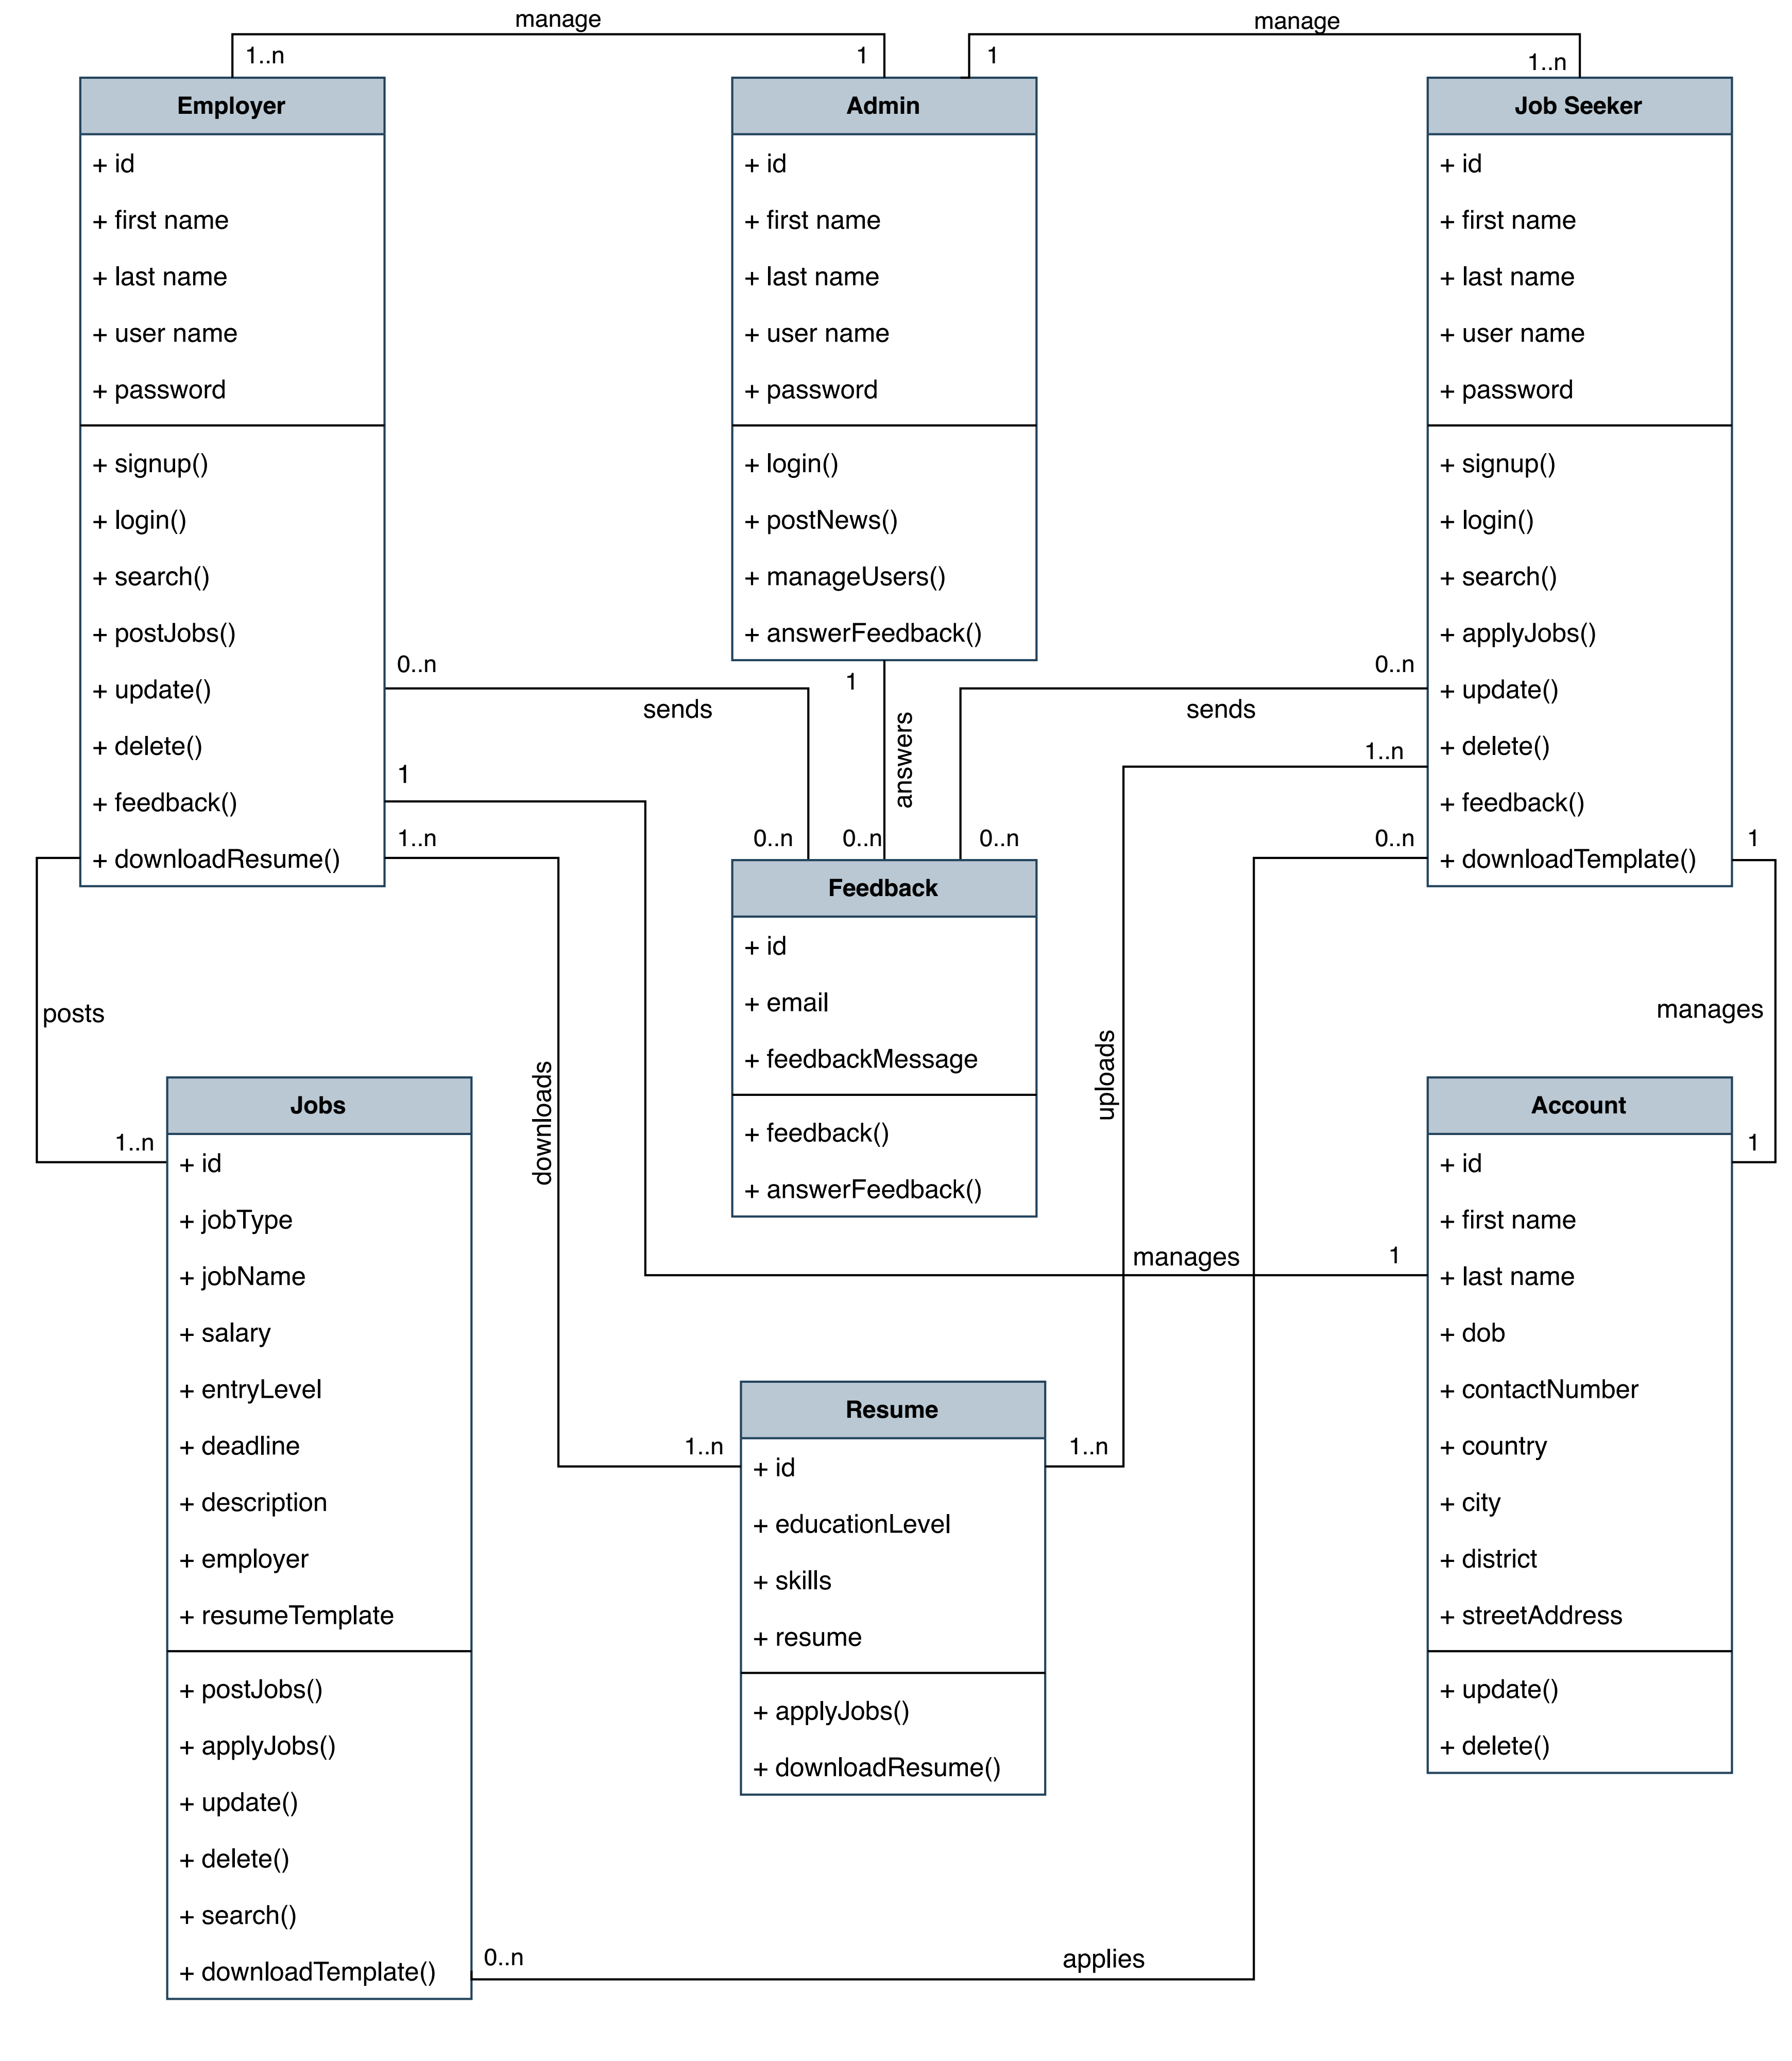 manage
manage
1..n
1
1
1..n
Employer
+ id
+ first name
+ last name
+ user name
+ password
+ signup()
+ login()
+ search()
+ postJobs()
+ update()
+ delete()
+ feedback()
+ downloadResume()
Admin
+ id
+ first name
+ last name
+ user name
+ password
+ login()
+ postNews()
+ manageUsers()
+ answerFeedback()
Job Seeker
+ id
+ first name
+ last name
+ user name
+ password
+ signup()
+ login()
+ search()
+ applyJobs()
+ update()
+ delete()
+ feedback()
+ downloadTemplate()
0..n
sends
1
answers
sends
0..n
1
1..n
1..n
0..n
1
0..n
0..n
0..n
Feedback
+ id
+ email
+ feedbackMessage
+ feedback()
+ answerFeedback()
posts
downloads
uploads
manages
1..n
1
manages
1
Jobs
+ id
+ jobType
+ jobName
+ salary
+ entryLevel
+ deadline
+ description
+ employer
+ resumeTemplate
+ postJobs()
+ applyJobs()
+ update()
+ delete()
+ search()
+ downloadTemplate()
1..n
1..n
Resume
+ id
+ educationLevel
+ skills
+ resume
+ applyJobs()
+ downloadResume()
Account
+ id
+ first name
+ last name
+ dob
+ contactNumber
+ country
+ city
+ district
+ streetAddress
+ update()
+ delete()
0..n
applies